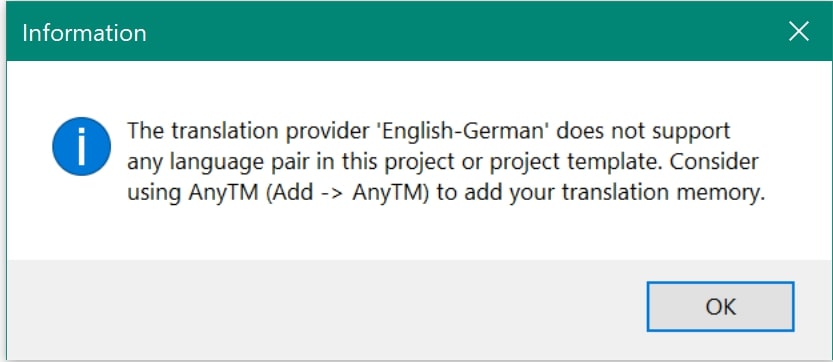 Information
The translation provider 'English-German' does not support
any language pair in this project or project template. Consider
using AnyTM (Add -> AnyTM) to add your translation memory.
OK